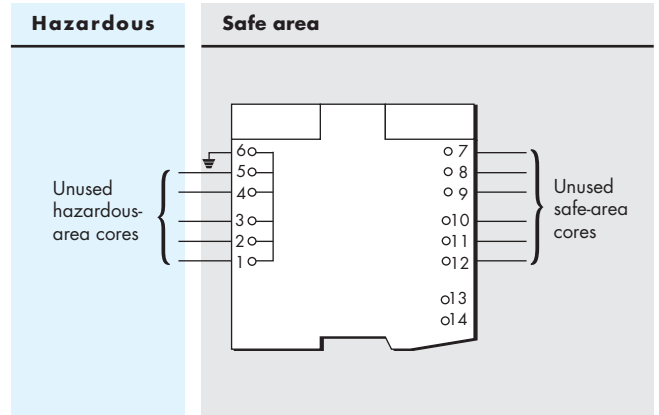 Hazardous
Safe area
6
5
4
3
2
1
7
8
9
10
11
12
13
14
Unused
hazardous-
area cores
Unused
safe-area
cores